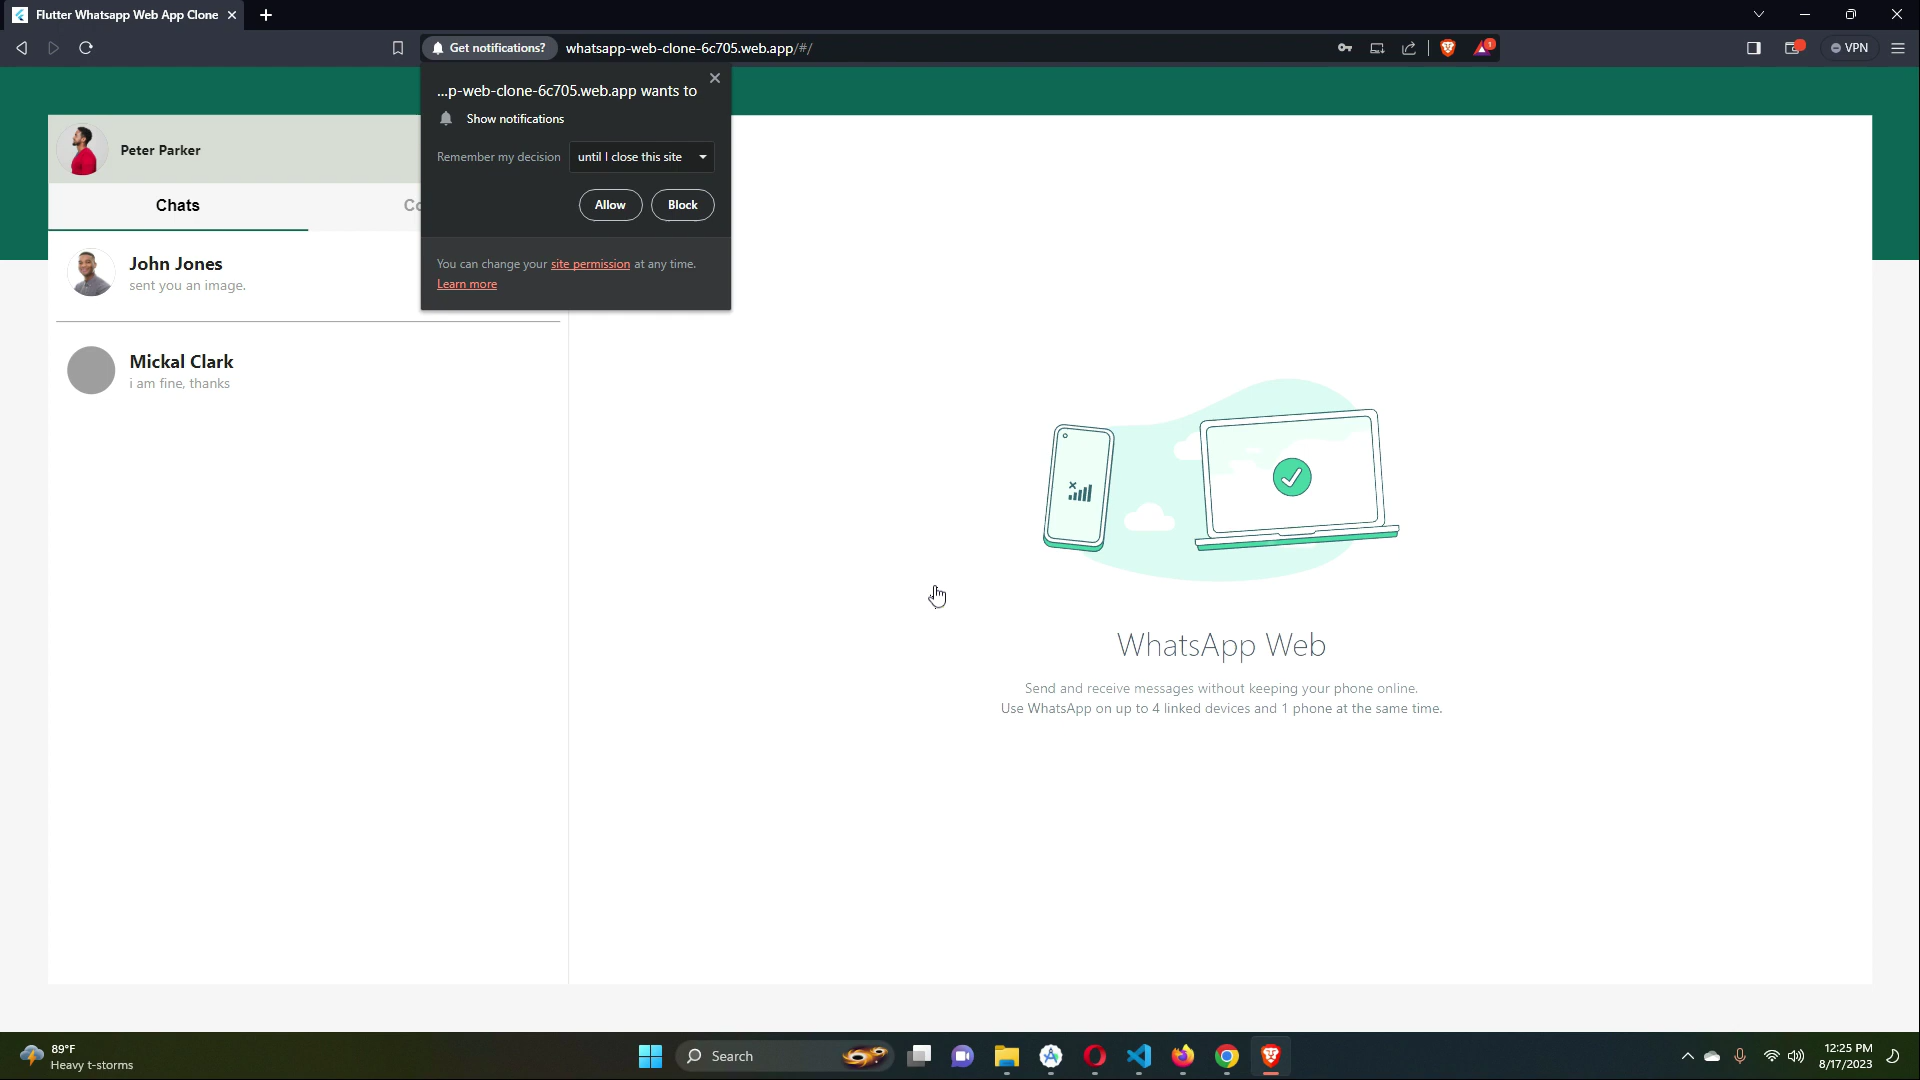 Flutter Whatsapp Web App Clone
Get notifications?
whatsapp-web-clone-6c705.web.app/#/
1
VPN
...p-web-clone-6c705.web.app wants to
Show notifications
Remember my decision
until I close this site
Allow
Block
You can change your site permission at any time.
Learn more
Peter Parker
Chats
Co
John Jones
sent you an image.
Mickal Clark
i am fine, thanks
WhatsApp Web
Send and receive messages without keeping your phone online.
Use WhatsApp on up to 4 linked devices and 1 phone at the same time.
89°F
Heavy t-storms
Search
12:25 PM
8/17/2023